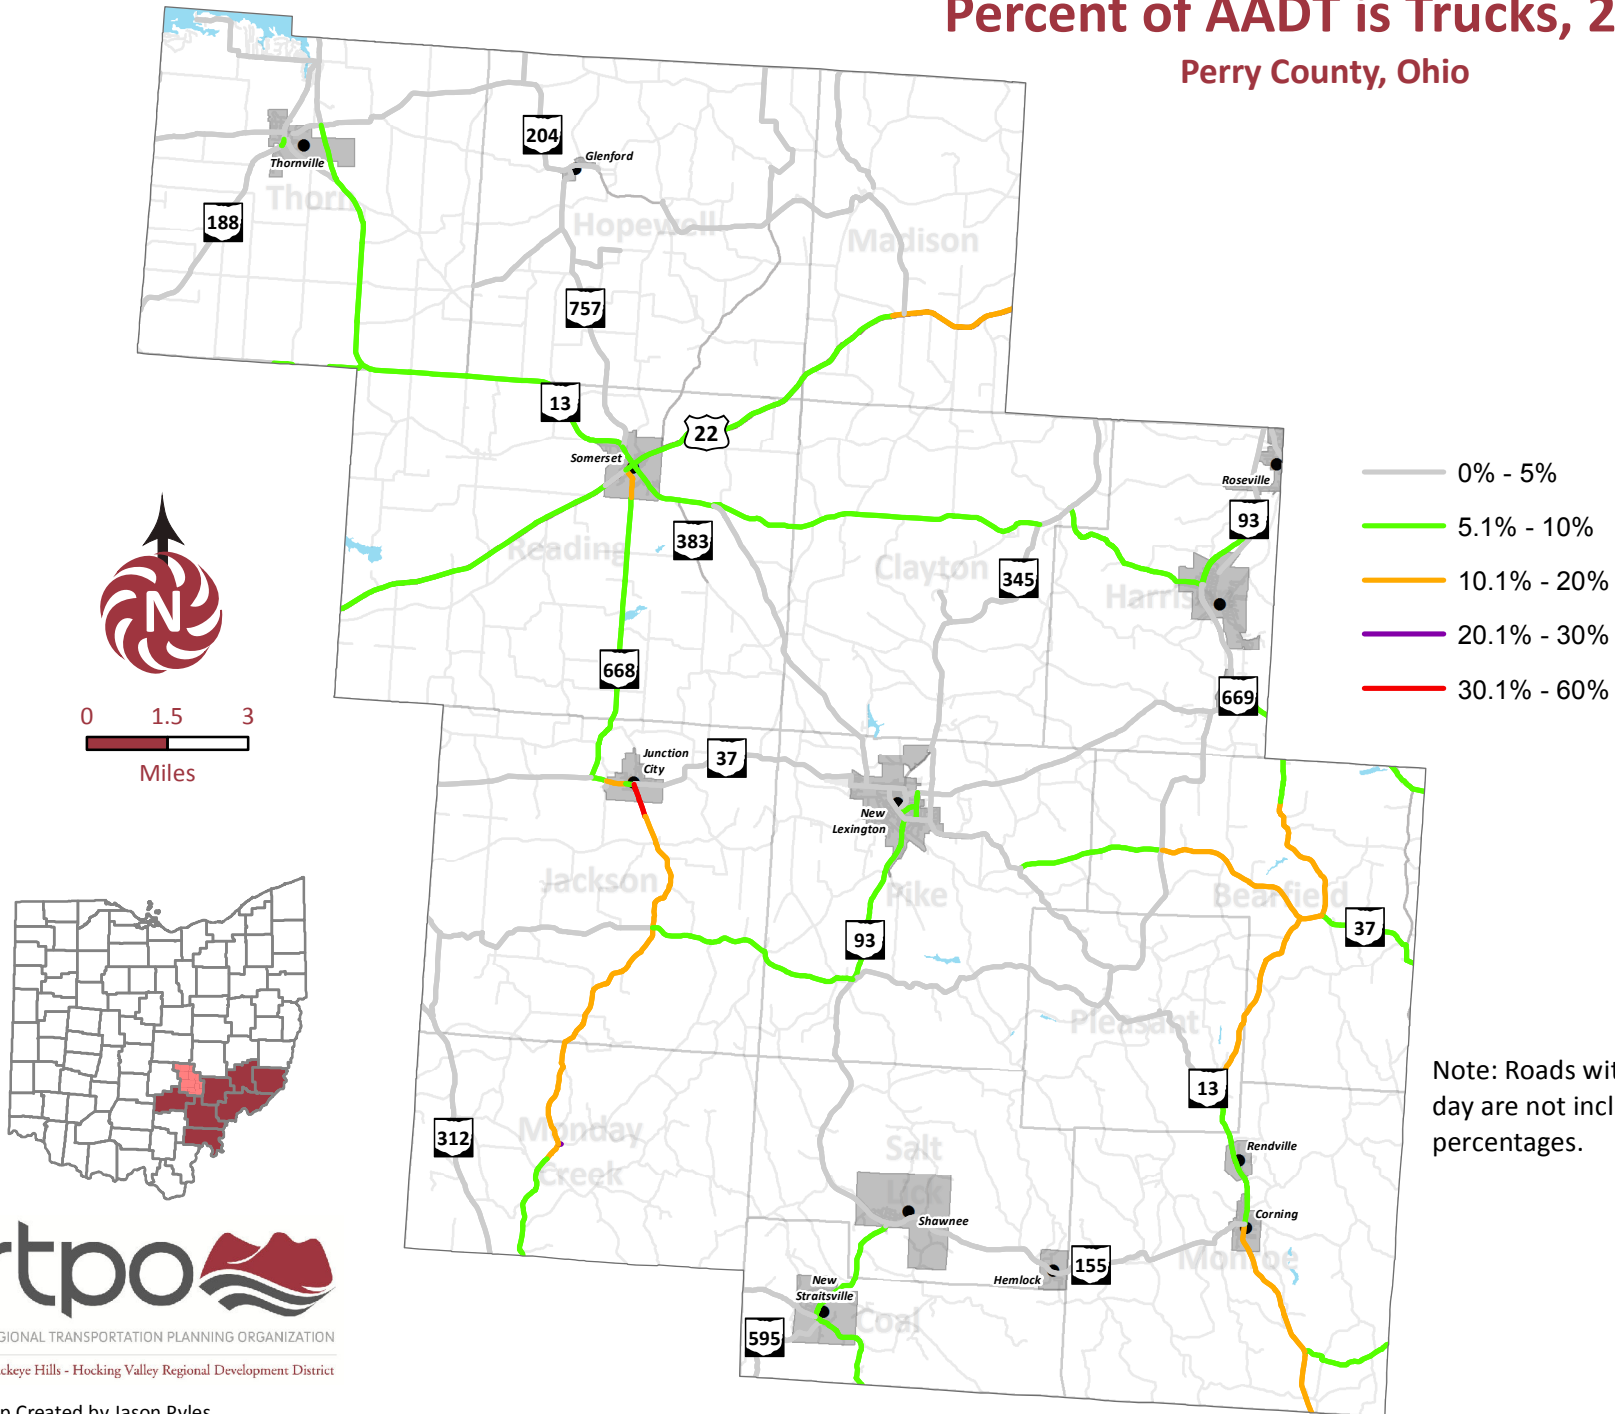 Percent of AADT is Trucks, 2
Perry County, Ohio
204
Glenford
Thornville
Thorn
188
Hopewell
Madison
757
13
22
Somerset
Roseville
93
0% - 5%
5.1% - 10%
10.1% - 20%
20.1% - 30%
30.1% - 60%
Reading
383
Clayton
345
Harris
N
668
669
0 1.5 3
Miles
Junction
City
37
New
Lexington
Jackson
Pike
Bearfield
93
37
Pleasant
13
Note: Roads wit
day are not incl
percentages.
312
Monday
Creek
Salt
Lick
Rendville
Shawnee
Corning
Monroe
155
Hemlock
New
Straitsville
Coal
595
rtpo
GIONAL TRANSPORTATION PLANNING ORGANIZATION
ckeye Hills - Hocking Valley Regional Development District
p Created by Jason Pyles